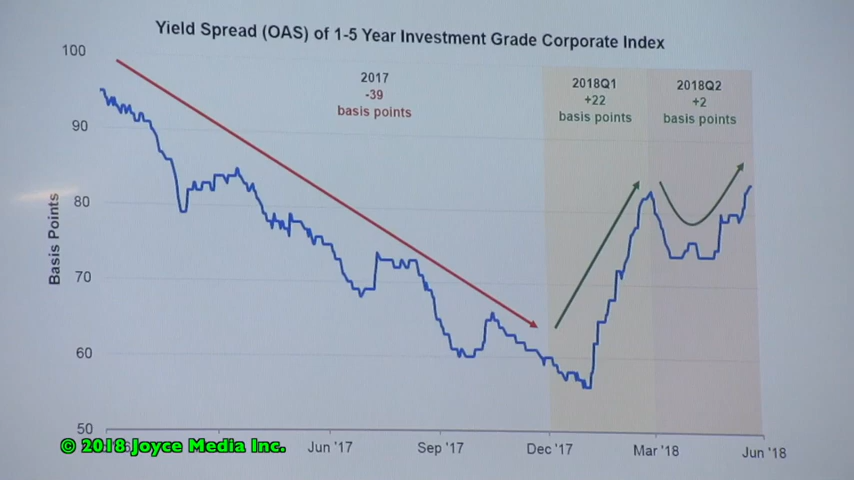 Yield Spread (OAS) of 1-5 Year Investment Grade Corporate Index
100
90
80
70
60
50
Basis Points
2017
-39
basis points
2018Q1
+22
basis points
2018Q2
+2
basis points
Jun '17
Sep '17
Dec '17
Mar '18
Jun '18
© 2018 Joyce Media Inc.